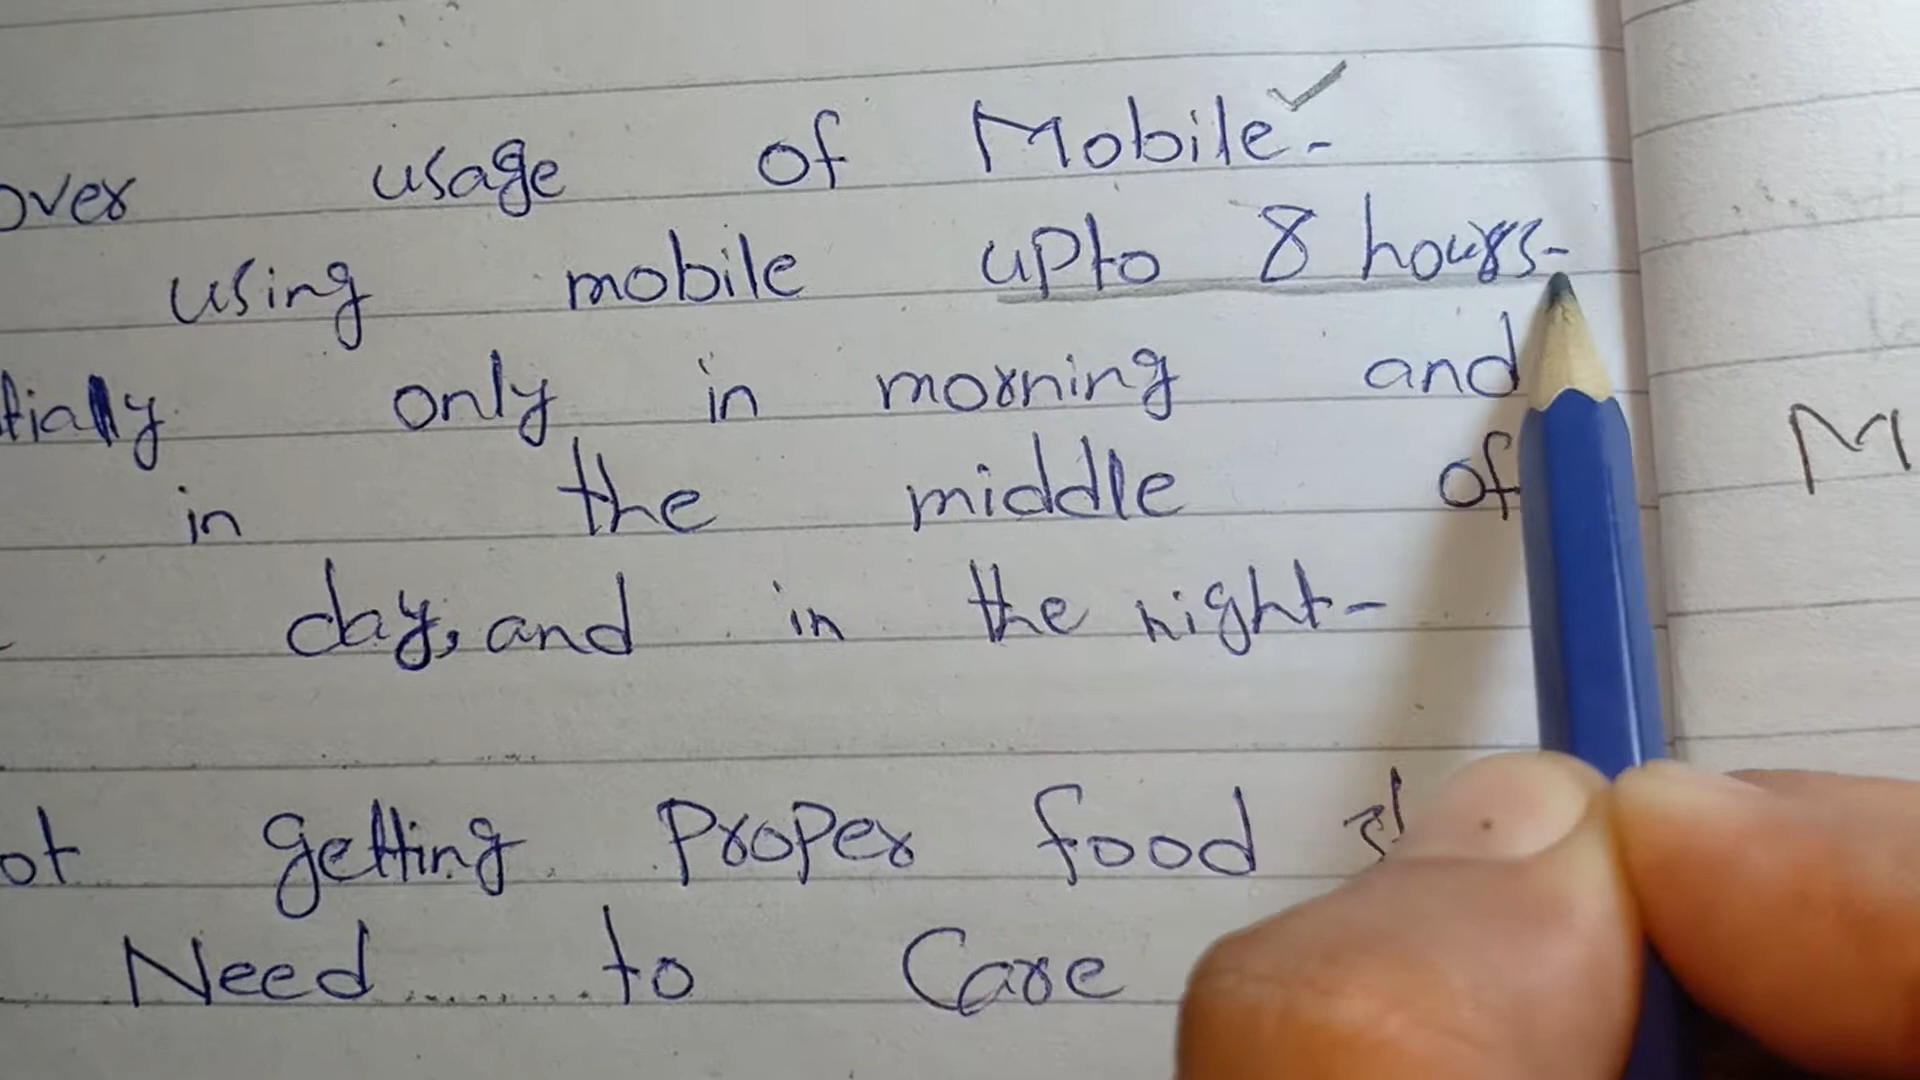 over usage of Mobile-
using mobile upto 8 hours-
tially only in morning and
in the middle of
day, and in the night-
ot getting Proper food
Need to Care
M